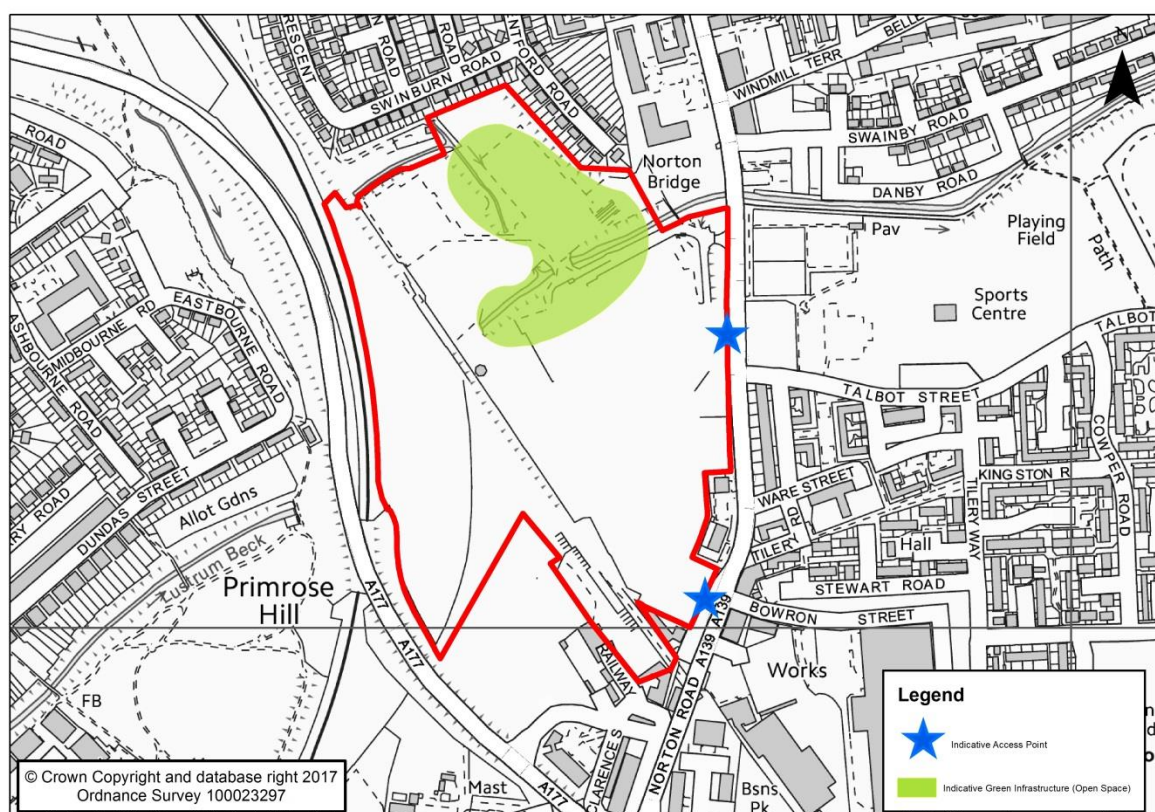 CRESCENT
ROAD
ROAD
ENTFORD
ROAD
SWINBURN ROAD
WINDMILL TERR
BELLE
SWAINBY ROAD
DANBY ROAD
Norton
Bridge
Pav
Playing
Field
Path
Sports
Centre
TALBOT
TALBOT STREET
ROAD
MIDBOURNE RD
EASTBOURNE ROAD
ASHBOURNE ROAD
DUNDAS STREET
Allot Gdns
Lustrum Beck
Primrose
Hill
A177
A177
A177
FB
WARE STREET
TILERY RD
TILERY WAY
KINGSTON R
COWPER ROAD
Hall
STEWART ROAD
BOWRON STREET
Works
RAILWAY
NORTON ROAD A139
A139
CLARENCE S
Mast
Bsns
Pk
Legend
Indicative Access Point
Indicative Green Infrastructure (Open Space)
© Crown Copyright and database right 2017
Ordnance Survey 100023297